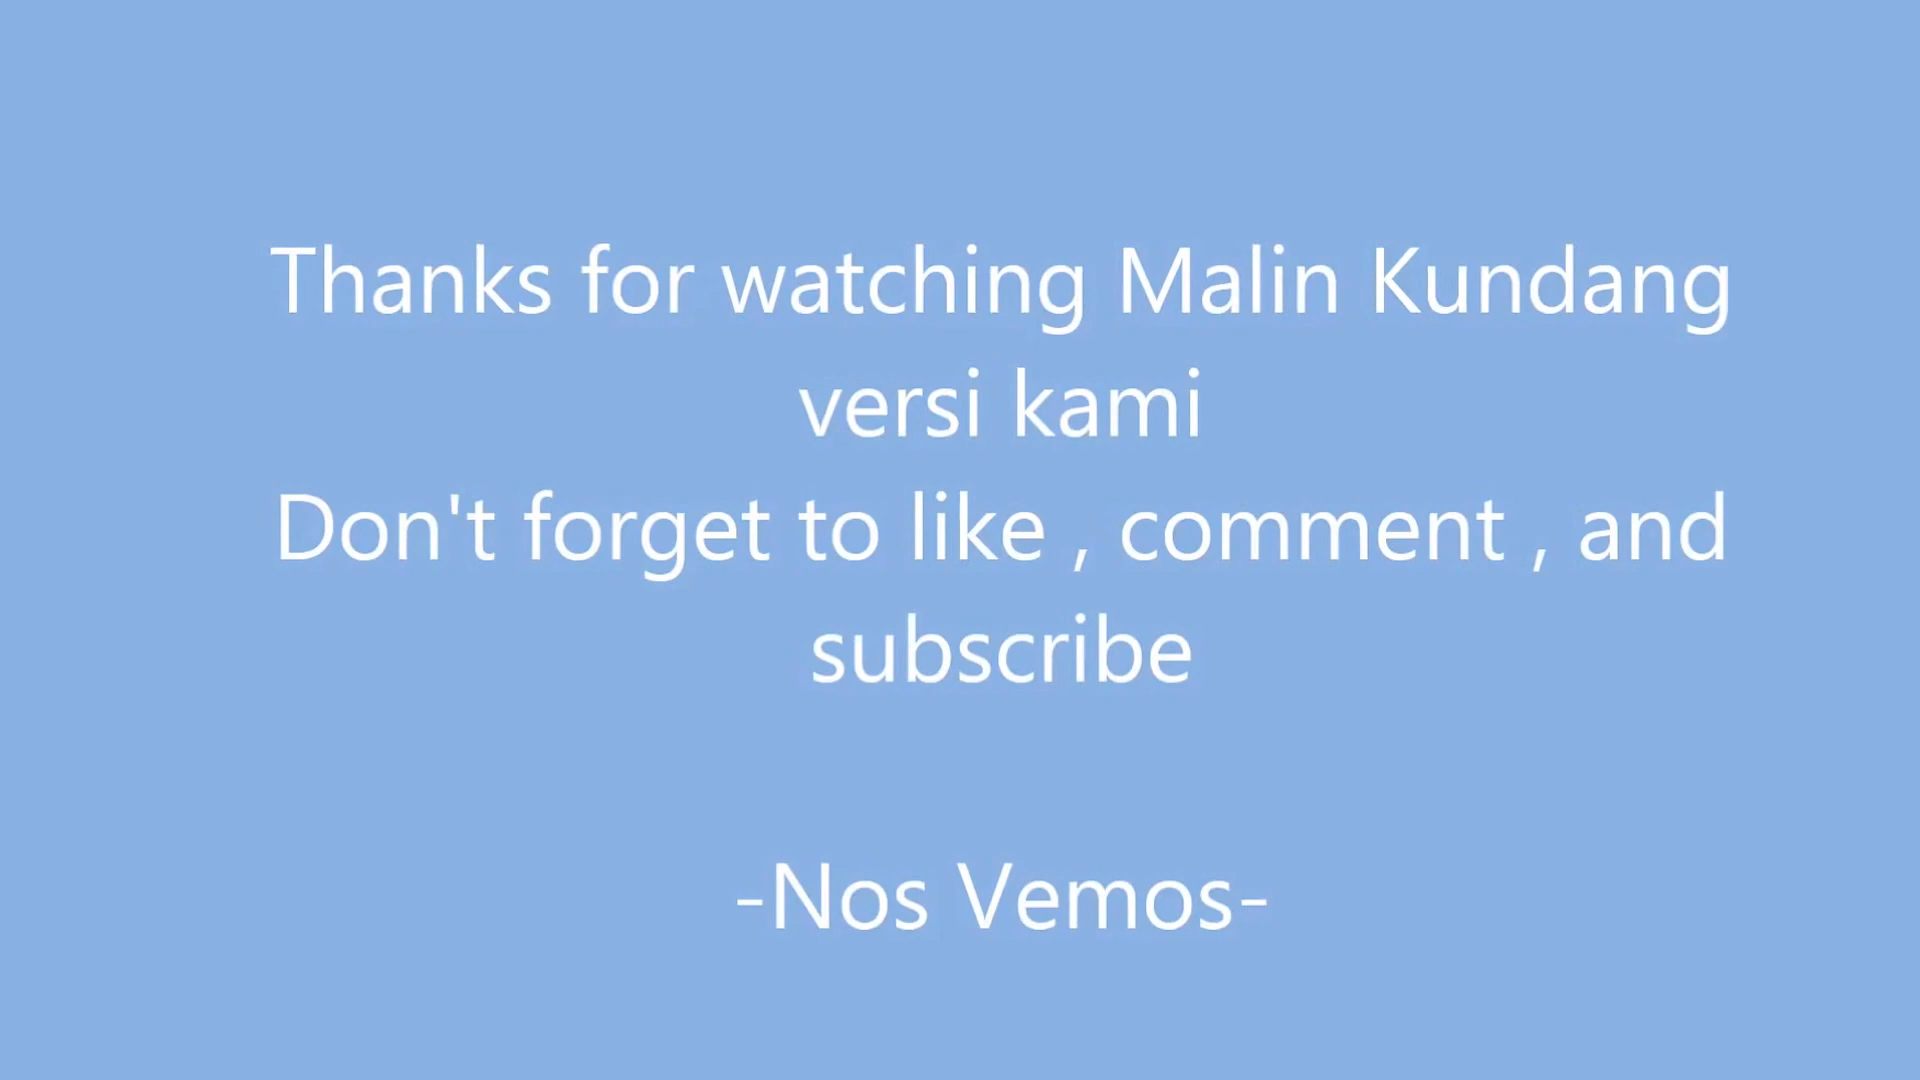 Thanks for watching Malin Kundang
versi kami
Don't forget to like , comment , and
subscribe
-Nos Vemos-